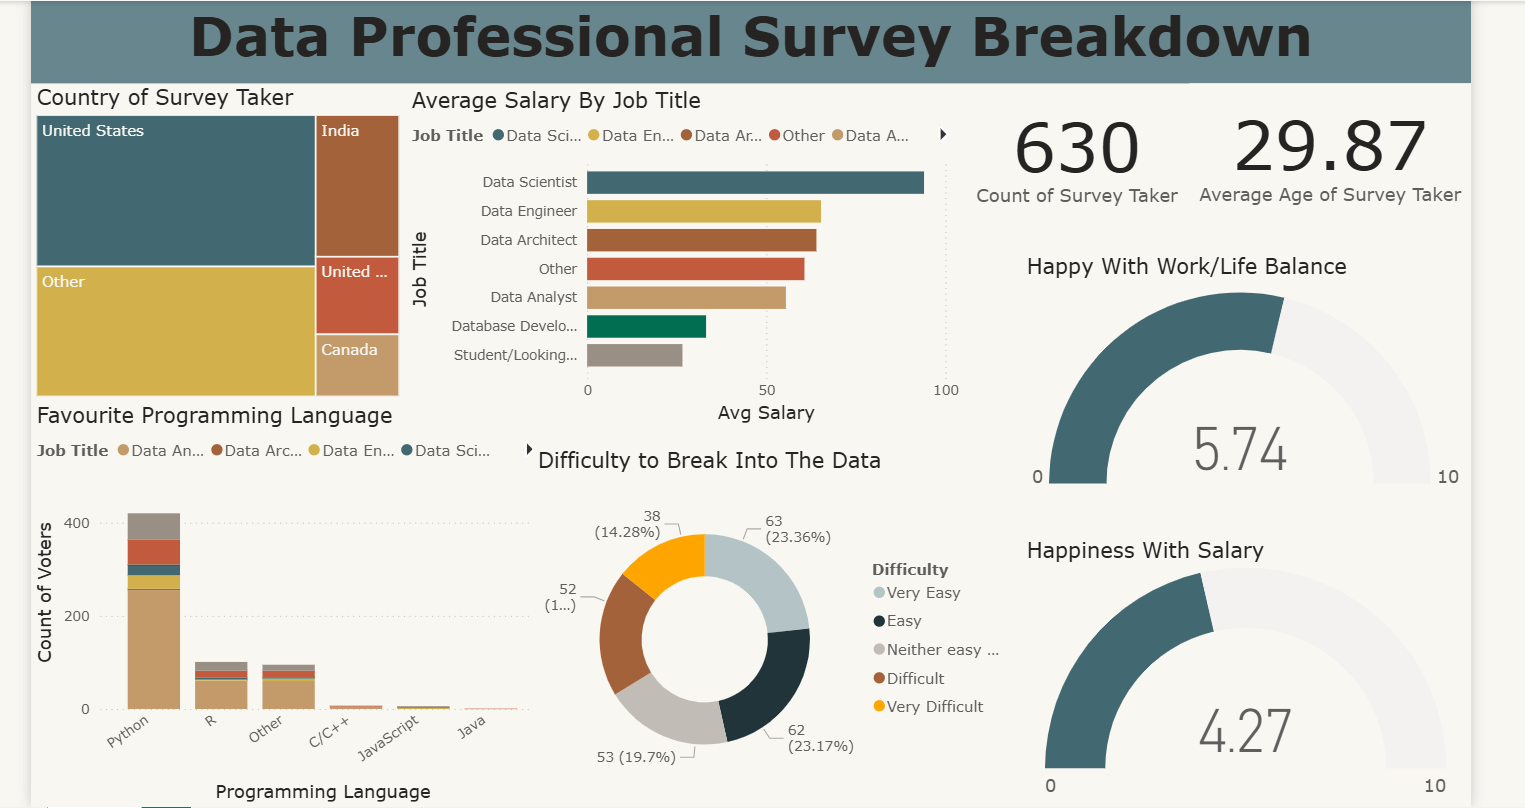 Data Professional Survey Breakdown
Country of Survey Taker
United States
India
Other
United ...
Canada
Average Salary By Job Title
Job Title Data Sci... Data En... Data Ar... Other Data A...
Job Title
Data Scientist
Data Engineer
Data Architect
Other
Data Analyst
Database Develo...
Student/Looking...
0 50 100
Avg Salary
630
Count of Survey Taker
29.87
Average Age of Survey Taker
Happy With Work/Life Balance
5.74
0 10
Favourite Programming Language
Job Title Data An... Data Arc... Data En... Data Sci...
Count of Voters
400
200
0
Python R Other C/C++ JavaScript Java
Programming Language
Difficulty to Break Into The Data
38
(14.28%)
63
(23.36%)
52
(1...)
62
(23.17%)
53 (19.7%)
Difficulty
Very Easy
Easy
Neither easy ...
Difficult
Very Difficult
Happiness With Salary
4.27
0 10